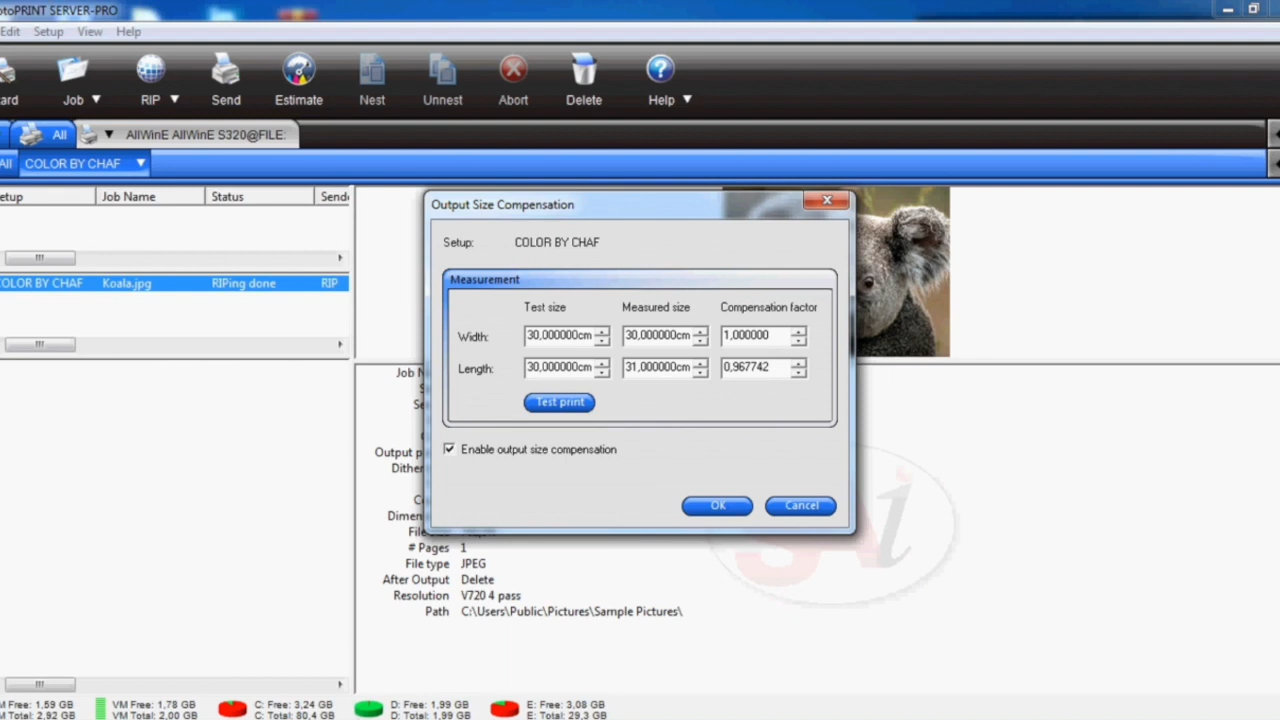 otoPRINT SERVER-PRO
Edit Setup View Help
ard Job RIP Send Estimate Nest Unnest Abort Delete Help
All AllWinE AllWinE S320@FILE:
All COLOR BY CHAF
etup Job Name Status Sende
COLOR BY CHAF Koala.jpg RIPing done RIP
Output Size Compensation
Setup: COLOR BY CHAF
Measurement
Test size Measured size Compensation factor
Width: 30,000000cm 30,000000cm 1,000000
Length: 30,000000cm 31,000000cm 0,967742
Test print
Enable output size compensation
OK Cancel
Job N
S
Se
Output p
Dithe
C
Dimen
File
# Pages 1
File type JPEG
After Output Delete
Resolution V720 4 pass
Path C:\Users\Public\Pictures\Sample Pictures\
SAi
M Free: 1,59 GB VM Free: 1,78 GB C: Free: 3,24 GB D: Free: 1,99 GB E: Free: 3,08 GB
M Total: 2,92 GB VM Total: 2,00 GB C: Total: 80,4 GB D: Total: 1,99 GB E: Total: 29,3 GB